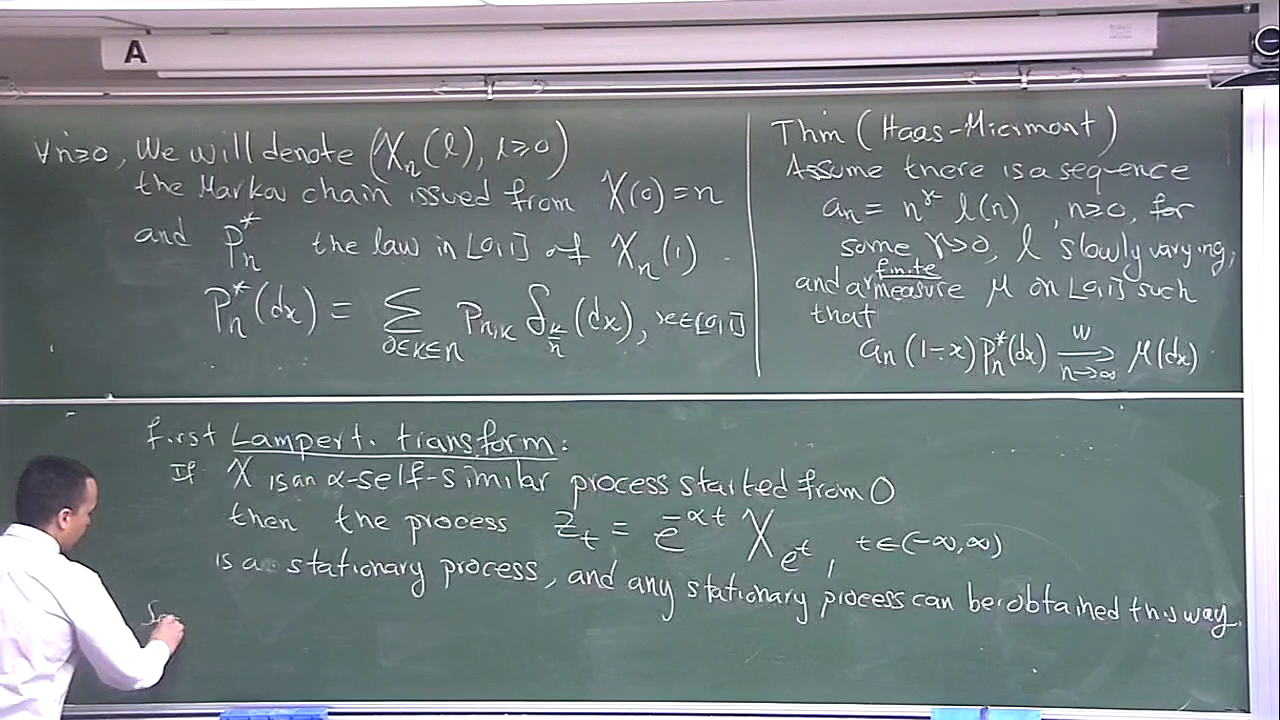 A
∀n≥0, We will denote (X_n(l), l≥0)
the Markov chain issued from X(0)=n
and P_n^* the law in [0,1] of X_n(1).
P_n^*(dx) = ∑_{0≤k≤n} P_{n,k} δ_{k/n}(dx), x∈[0,1]
Thm (Haas-Miermont)
Assume there is a sequence
a_n = n^γ l(n), n≥0, for
some γ>0, l slowly varying,
and a finite measure μ on [0,1] such
that
a_n (1-x) P_n^*(dx) →^w_{n→∞} μ(dx)
first Lampert. transform:
If X is an α-self-similar process started from 0
then the process Z_t = e^{-αt} X_{e^t}, t∈(-∞,∞)
is a stationary process, and any stationary process can be obtained this way.